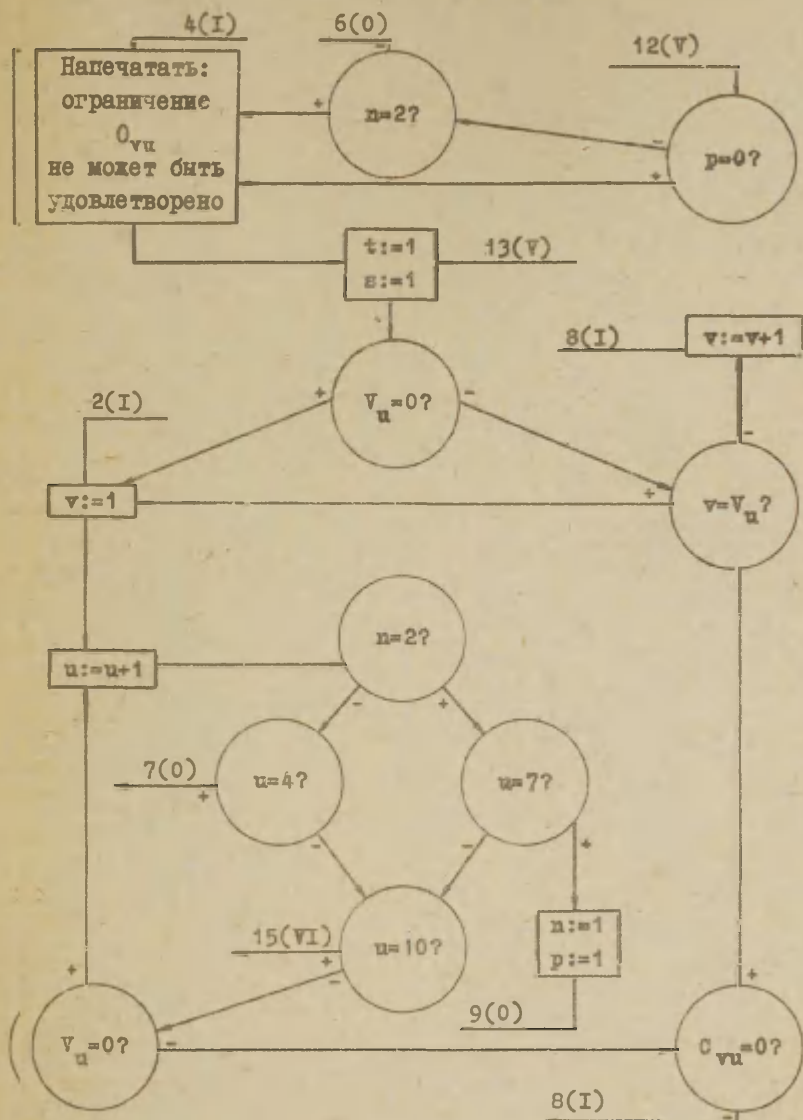 4(I)
6(0)
12(V)
Напечатать:
ограничение
O_vu
не может быть
удовлетворено
+
-
n=2?
-
+
p=0?
t:=1
s:=1
13(V)
8(I)
v:=v+1
2(I)
+
V_u=0?
-
-
v:=1
+
v=V_u?
n=2?
u:=u+1
-
+
7(0)
+
u=4?
u=7?
-
-
+
15(VI)
+
-
u=10?
n:=1
p:=1
9(0)
+
V_u=0?
-
+
C_vu=0?
8(I)
-